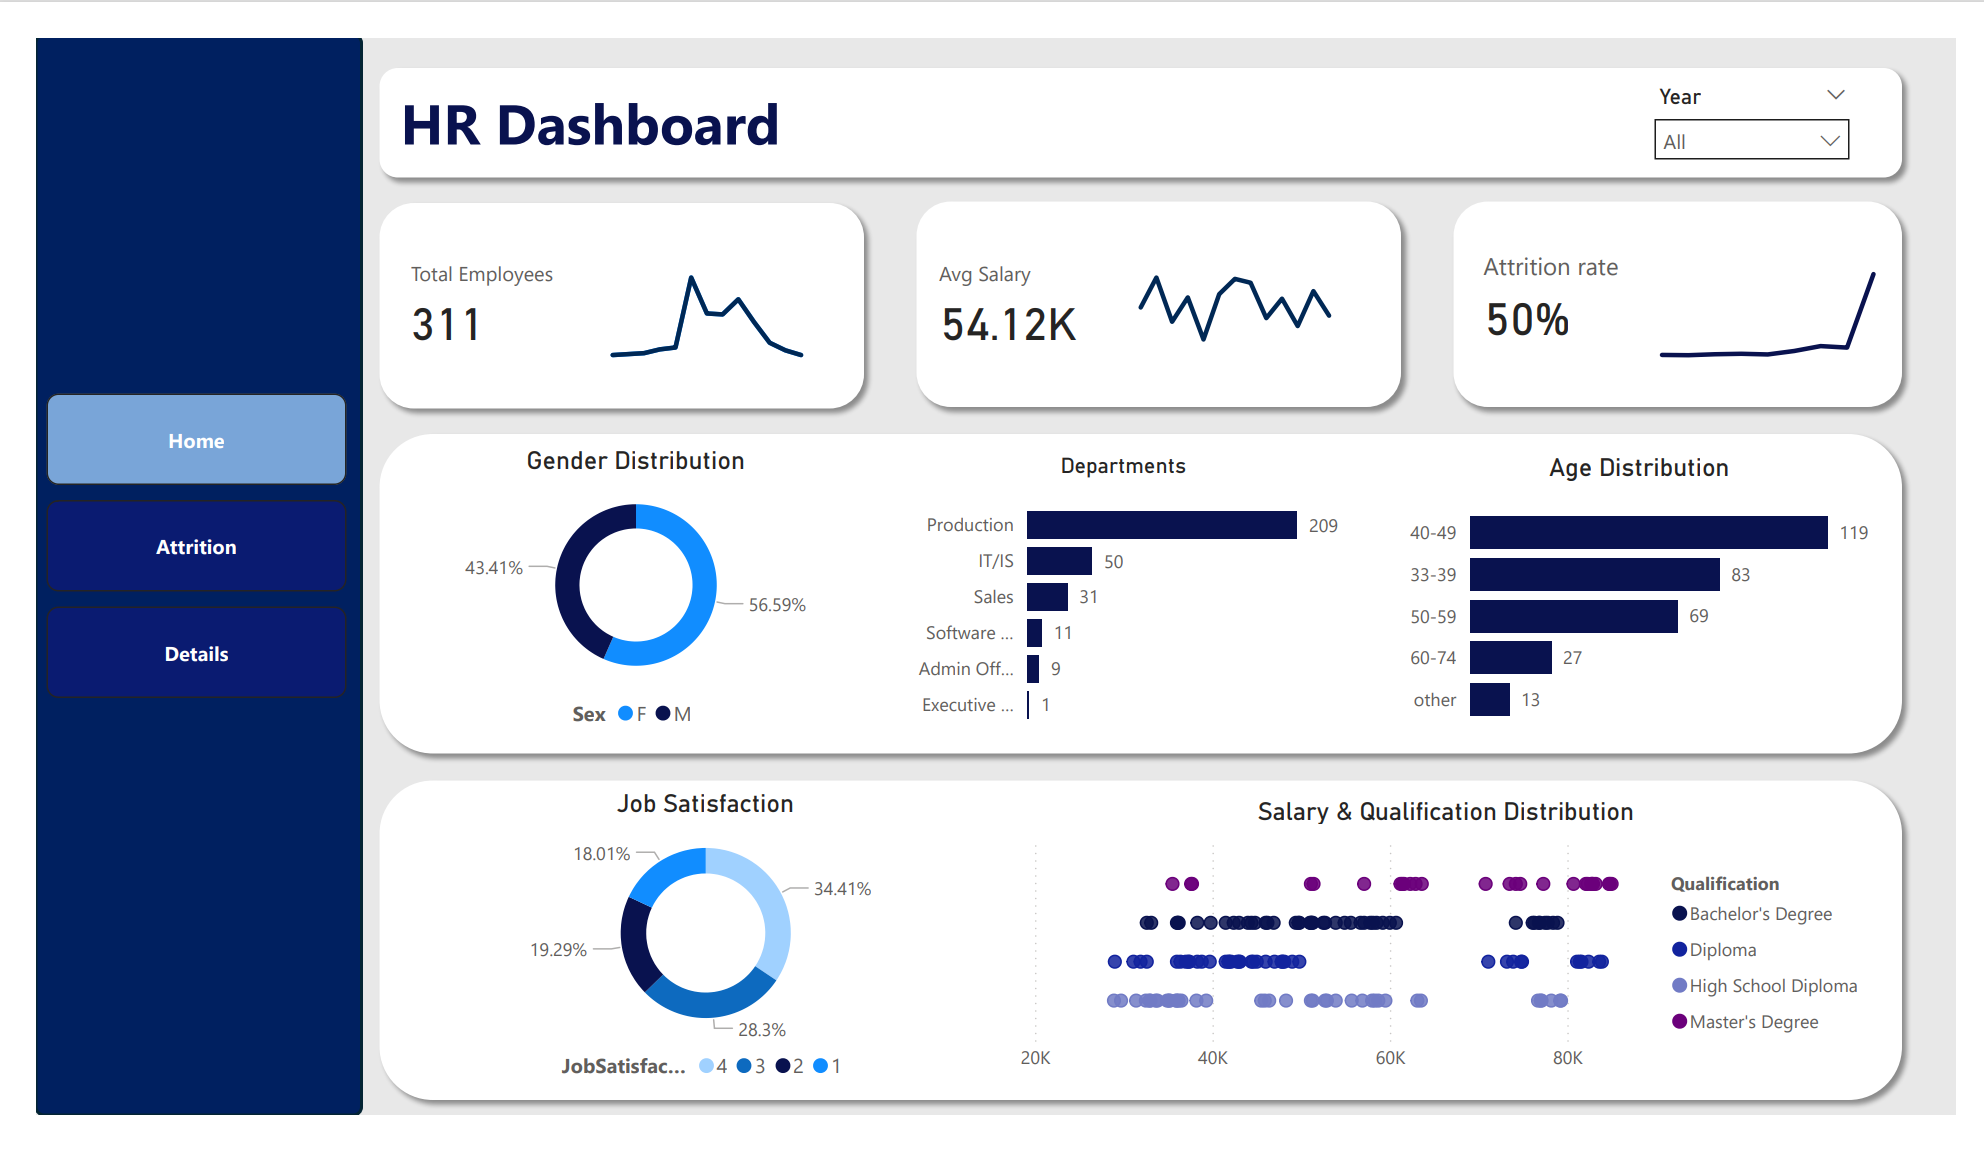 HR Dashboard
Year
All
Total Employees
311
Avg Salary
54.12K
Attrition rate
50%
Home
Attrition
Details
Gender Distribution
43.41%
56.59%
Sex F M
Departments
Production 209
IT/IS 50
Sales 31
Software ... 11
Admin Off... 9
Executive ... 1
Age Distribution
40-49 119
33-39 83
50-59 69
60-74 27
other 13
Job Satisfaction
18.01%
34.41%
19.29%
28.3%
JobSatisfac... 4 3 2 1
Salary & Qualification Distribution
20K 40K 60K 80K
Qualification
Bachelor's Degree
Diploma
High School Diploma
Master's Degree